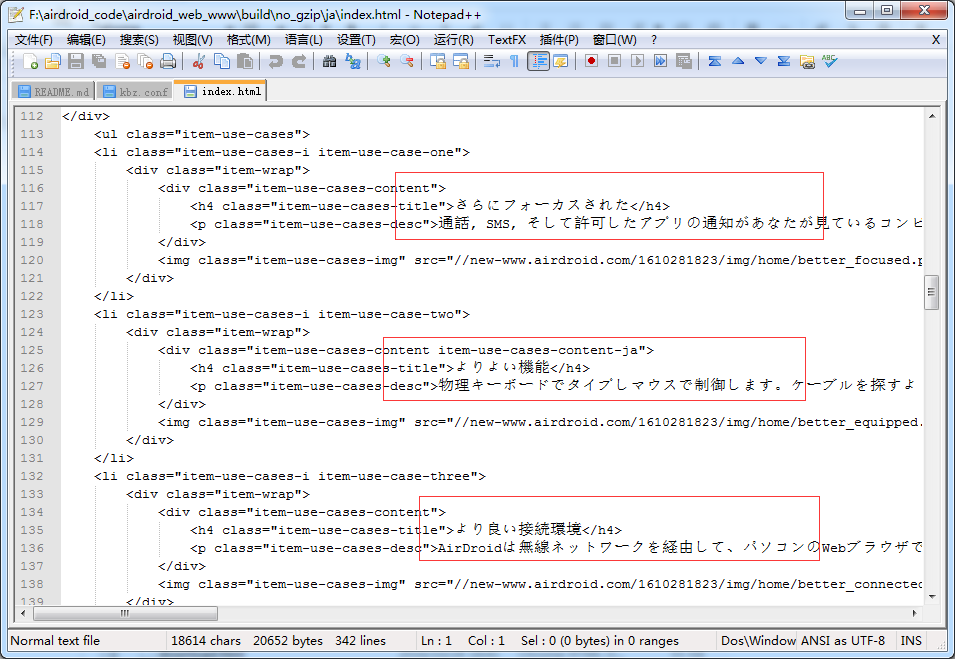 F:\airdroid_code\airdroid_web_www\build\no_gzip\ja\index.html - Notepad++
文件(F) 编辑(E) 搜索(S) 视图(V) 格式(M) 语言(L) 设置(T) 宏(O) 运行(R) TextFX 插件(P) 窗口(W) ? X
README.md kbz.conf index.html
112 </div>
113 <ul class="item-use-cases">
114 <li class="item-use-cases-i item-use-case-one">
115 <div class="item-wrap">
116 <div class="item-use-cases-content">
117 <h4 class="item-use-cases-title">さらにフォーカスされた</h4>
118 <p class="item-use-cases-desc">通話, SMS, そして許可したアプリの通知があなたが見ているコンピ
119 </div>
120 <img class="item-use-cases-img" src="//new-www.airdroid.com/1610281823/img/home/better_focused.p
121 </div>
122 </li>
123 <li class="item-use-cases-i item-use-case-two">
124 <div class="item-wrap">
125 <div class="item-use-cases-content item-use-cases-content-ja">
126 <h4 class="item-use-cases-title">よりよい機能</h4>
127 <p class="item-use-cases-desc">物理キーボードでタイプしマウスで制御します。ケーブルを探すよ
128 </div>
129 <img class="item-use-cases-img" src="//new-www.airdroid.com/1610281823/img/home/better_equipped.
130 </div>
131 </li>
132 <li class="item-use-cases-i item-use-case-three">
133 <div class="item-wrap">
134 <div class="item-use-cases-content">
135 <h4 class="item-use-cases-title">より良い接続環境</h4>
136 <p class="item-use-cases-desc">AirDroidは無線ネットワークを経由して、パソコンのWebブラウザで
137 </div>
138 <img class="item-use-cases-img" src="//new-www.airdroid.com/1610281823/img/home/better_connected
139 </div>
Normal text file 18614 chars 20652 bytes 342 lines Ln : 1 Col : 1 Sel : 0 (0 bytes) in 0 ranges Dos\Window ANSI as UTF-8 INS